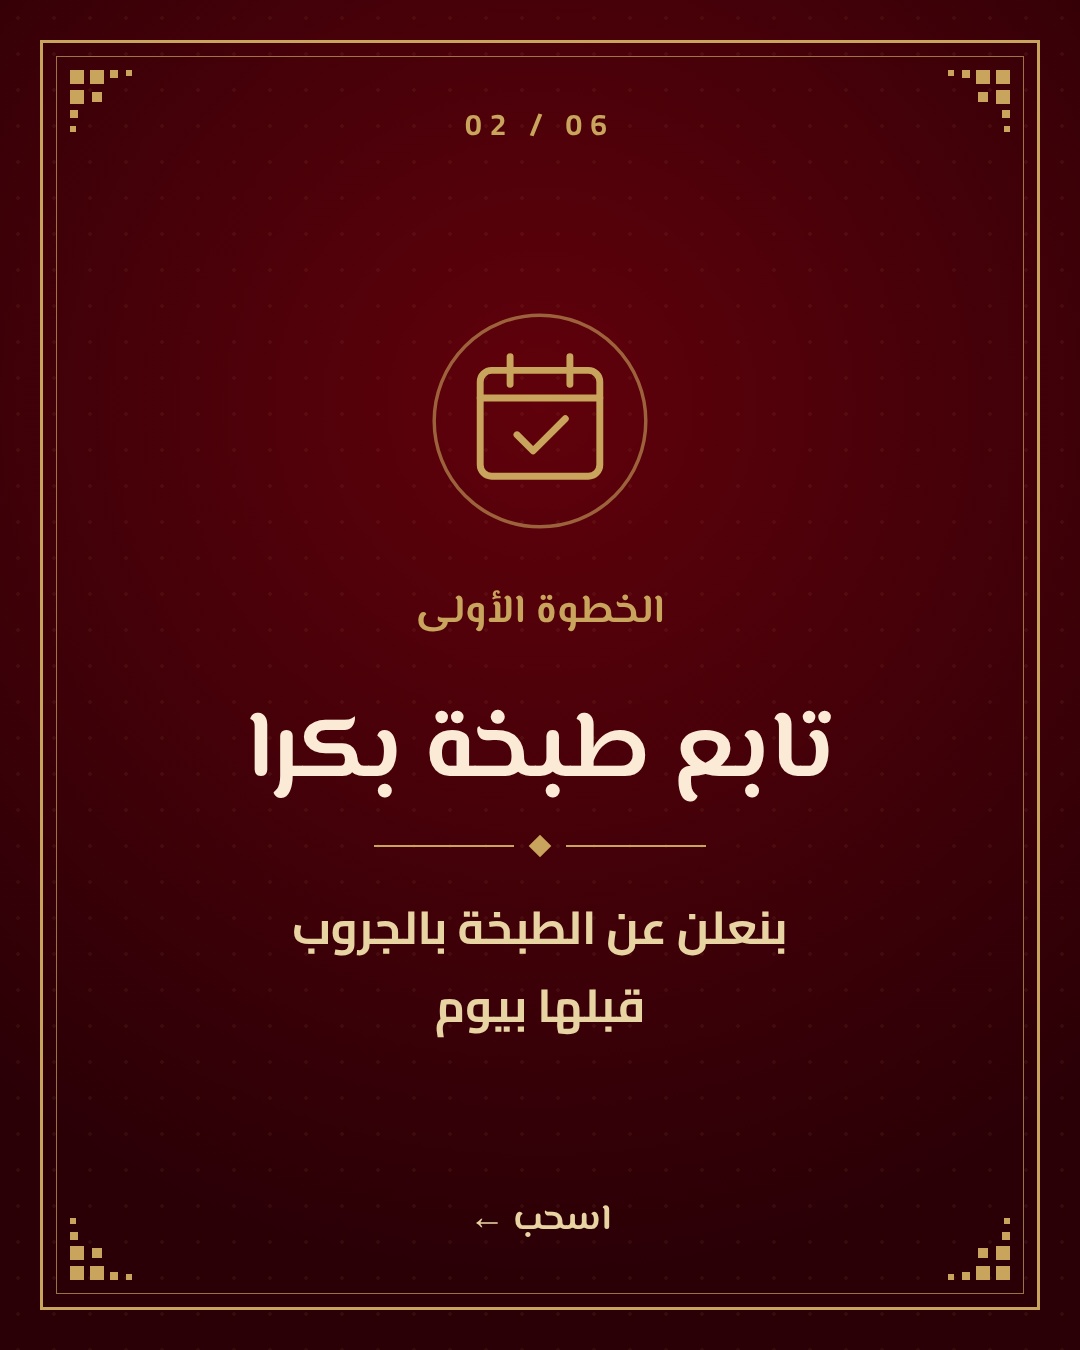 02 / 06
الخطوة الأولى
تابع طبخة بكرا
بنعلن عن الطبخة بالجروب
قبلها بيوم
اسحب ←